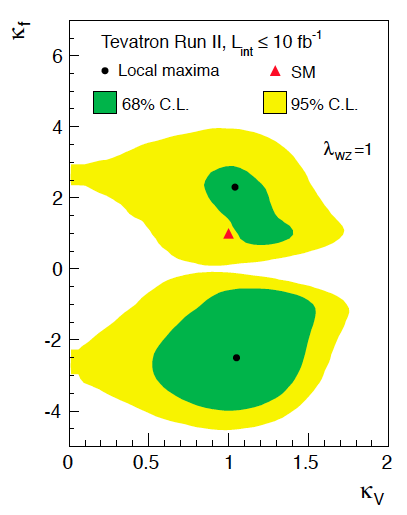 κf
Tevatron Run II, Lint ≤ 10 fb-1
Local maxima
SM
68% C.L.
95% C.L.
λWZ=1
6
4
2
0
-2
-4
0 0.5 1 1.5 2
κV